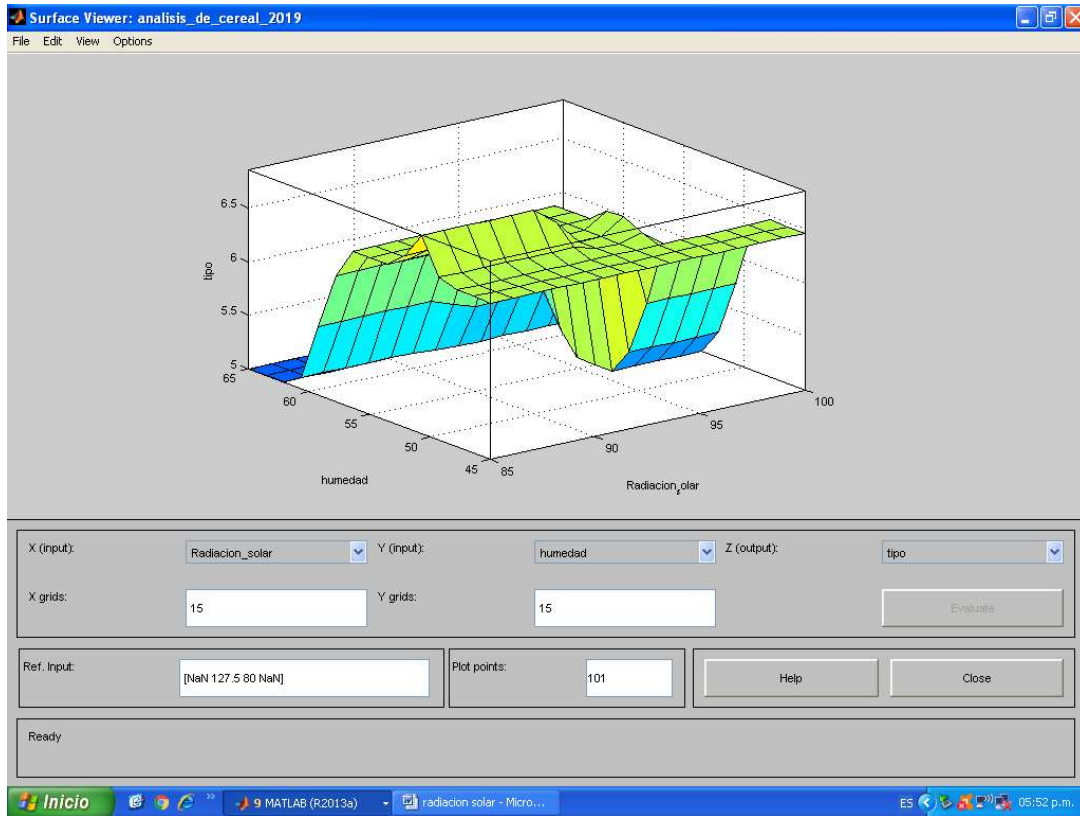 Surface Viewer: analisis_de_cereal_2019
File Edit View Options
6.5
6
5.5
5
tipo
65
60
55
50
45
humedad
85
90
95
100
Radiacion_solar
X (input):
Radiacion_solar
Y (input):
humedad
Z (output):
tipo
X grids:
15
Y grids:
15
Evaluate
Ref. Input:
[NaN 127.5 80 NaN]
Plot points:
101
Help
Close
Ready
Inicio
9 MATLAB (R2013a)
radiacion solar - Micro...
ES
05:52 p.m.